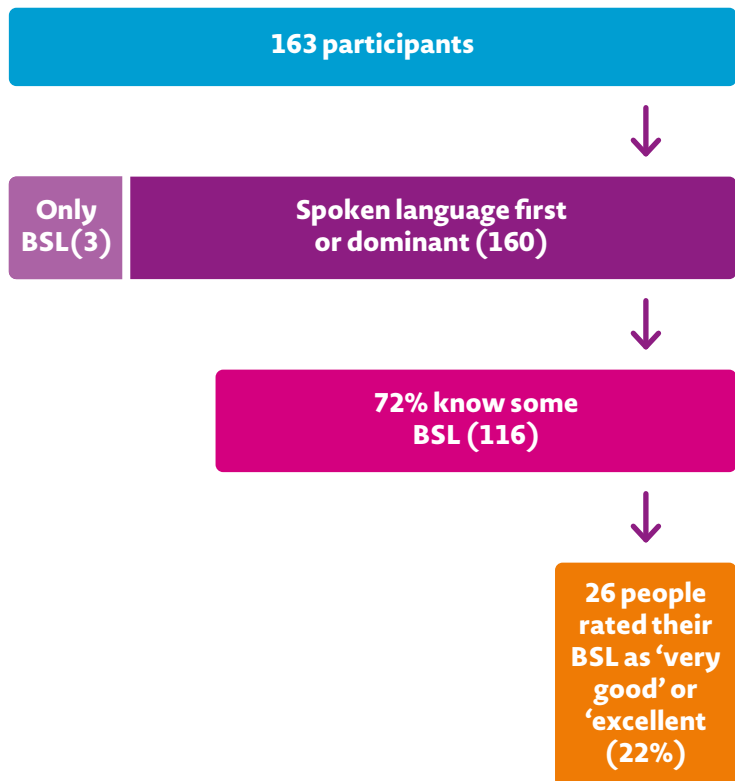 163 participants
Only
BSL(3)
Spoken language first
or dominant (160)
72% know some
BSL (116)
26 people
rated their
BSL as ‘very
good’ or
‘excellent
(22%)